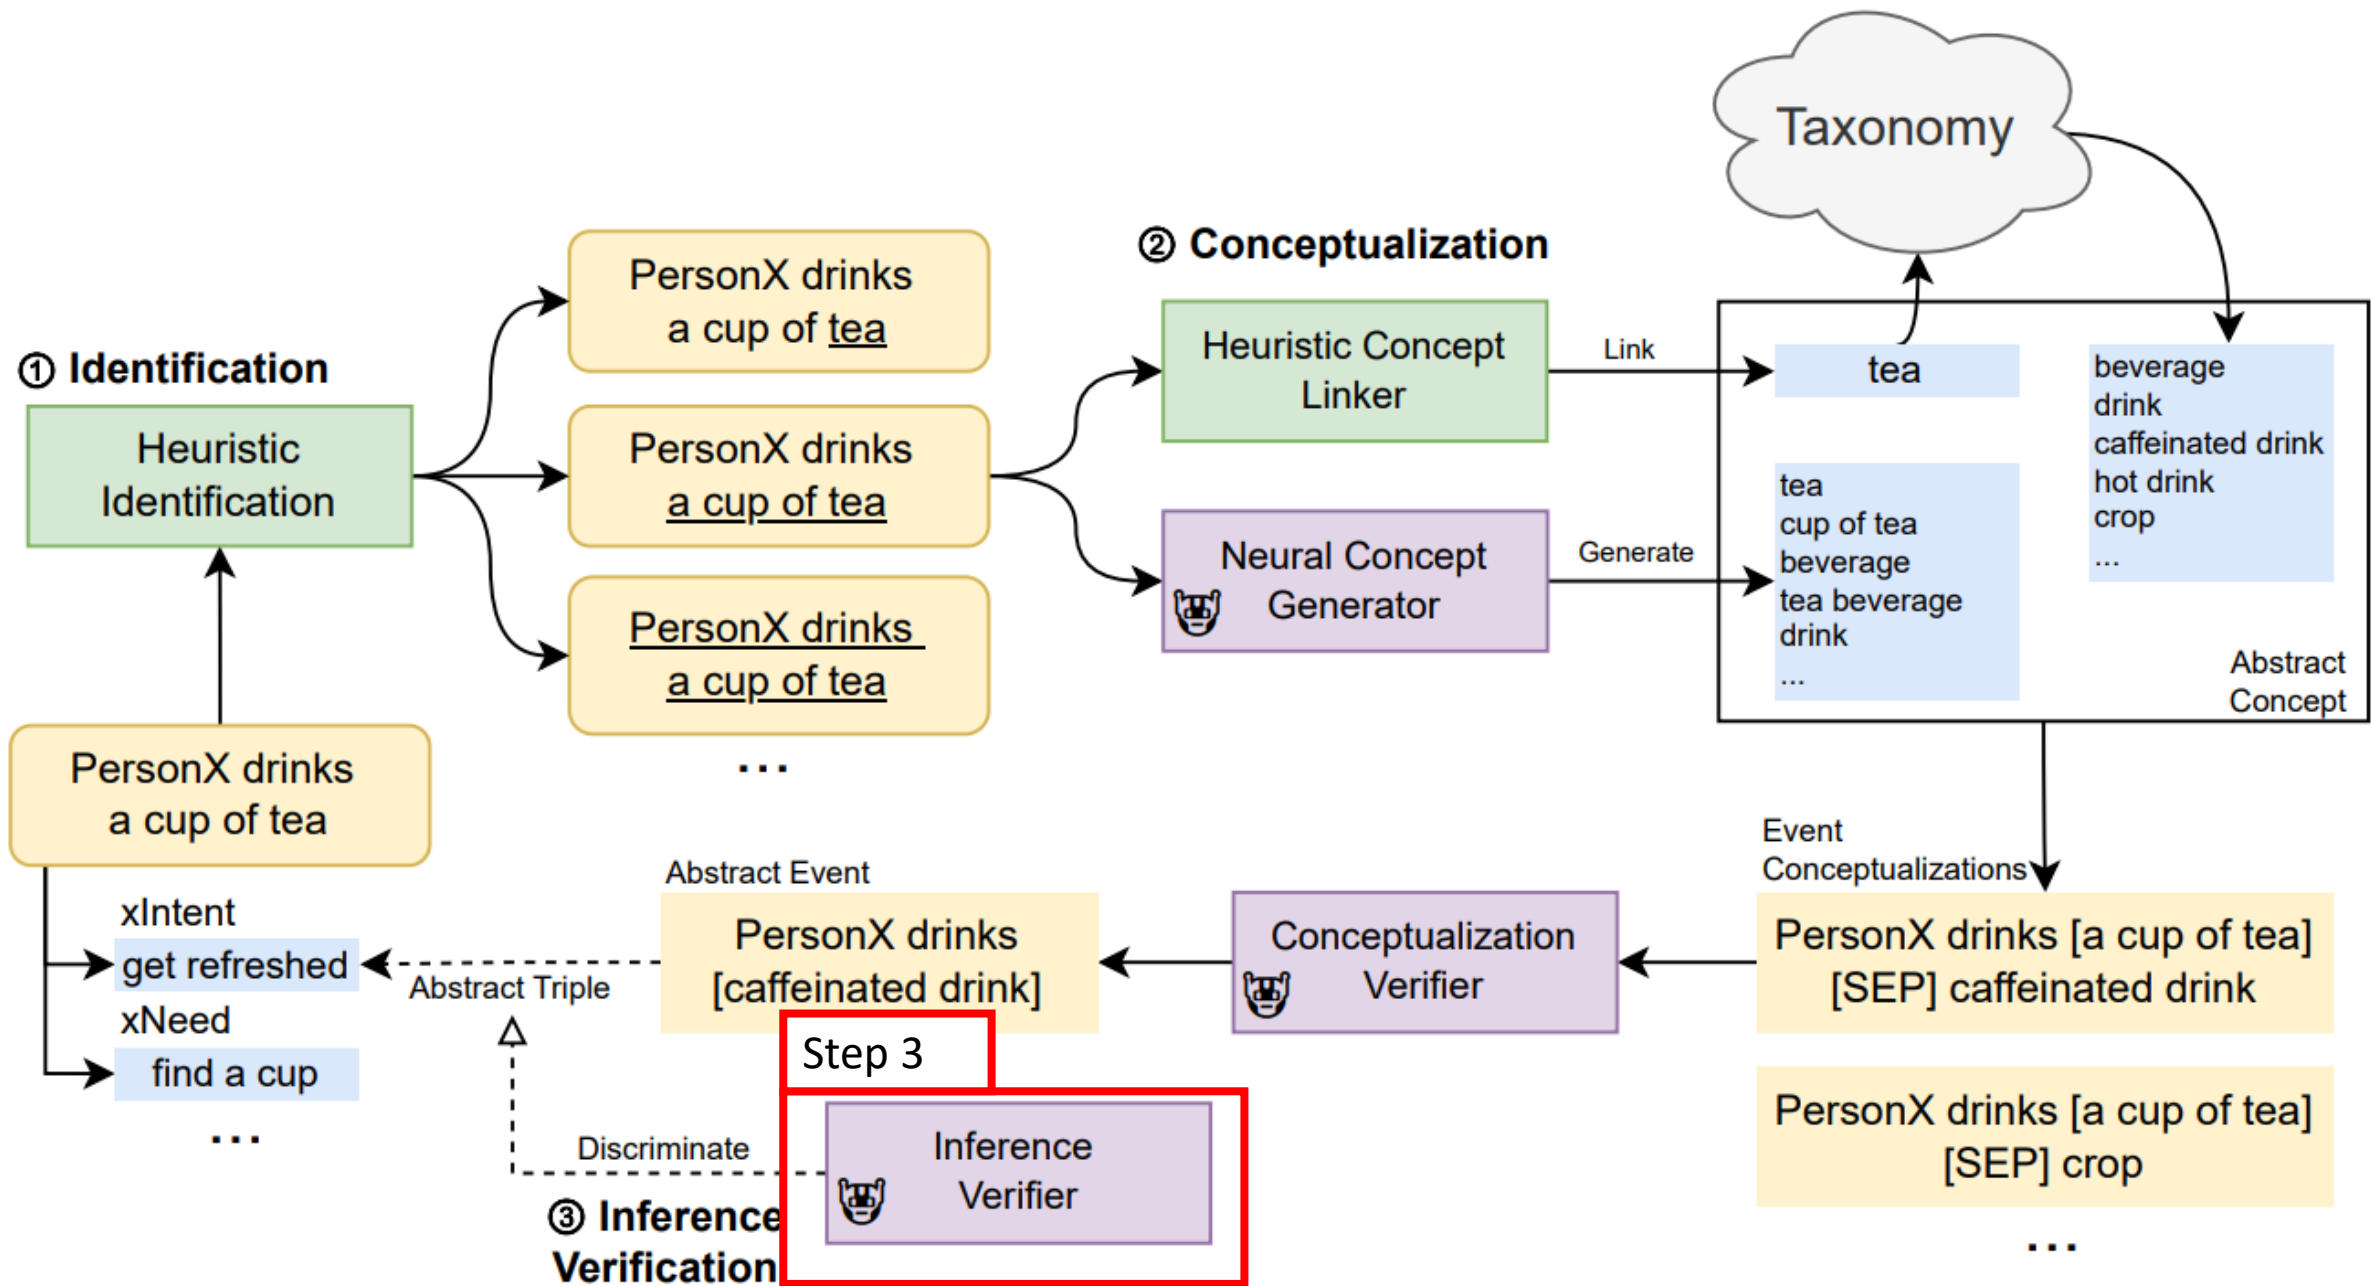 Taxonomy
① Identification
Heuristic
Identification
PersonX drinks
a cup of tea
xIntent
get refreshed
xNeed
find a cup
...
PersonX drinks
a cup of tea
PersonX drinks
a cup of tea
PersonX drinks
a cup of tea
...
② Conceptualization
Heuristic Concept
Linker
Link
Neural Concept
Generator
Generate
tea
tea
cup of tea
beverage
tea beverage
drink
...
beverage
drink
caffeinated drink
hot drink
crop
...
Abstract
Concept
Event
Conceptualizations
PersonX drinks [a cup of tea]
[SEP] caffeinated drink
PersonX drinks [a cup of tea]
[SEP] crop
...
Conceptualization
Verifier
Abstract Event
PersonX drinks
[caffeinated drink]
Abstract Triple
Step 3
Inference
Verifier
Discriminate
③ Inference
Verification